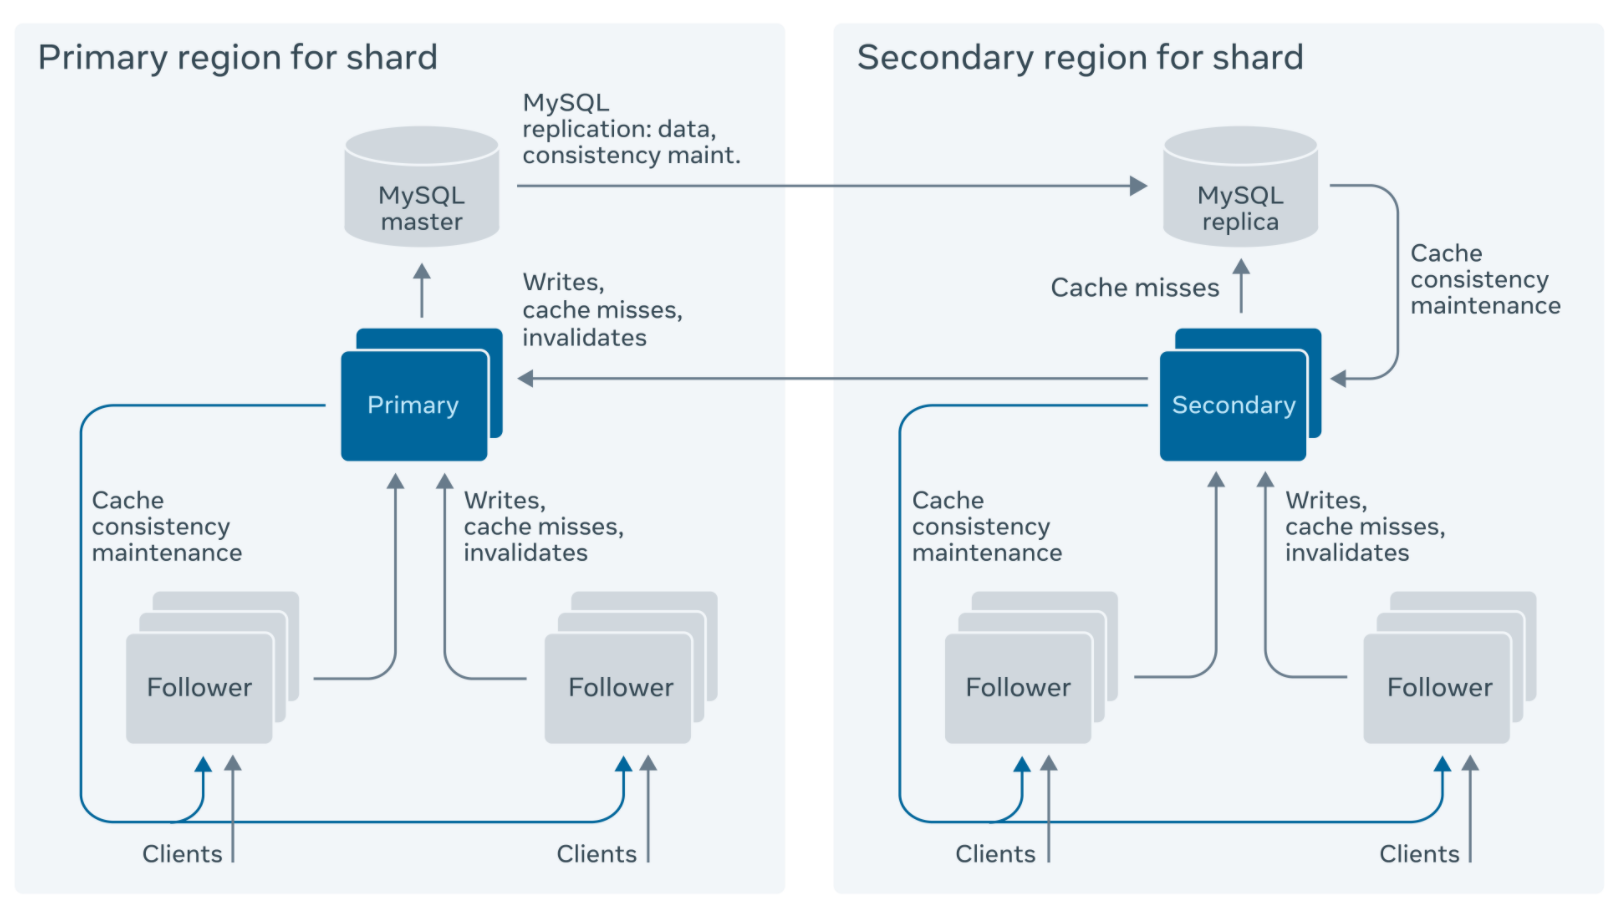 Primary region for shard
MySQL
replication: data,
consistency maint.
MySQL
master
Writes,
cache misses,
invalidates
Primary
Cache
consistency
maintenance
Writes,
cache misses,
invalidates
Follower
Follower
Clients
Clients
Secondary region for shard
MySQL
replica
Cache misses
Cache
consistency
maintenance
Secondary
Cache
consistency
maintenance
Writes,
cache misses,
invalidates
Follower
Follower
Clients
Clients